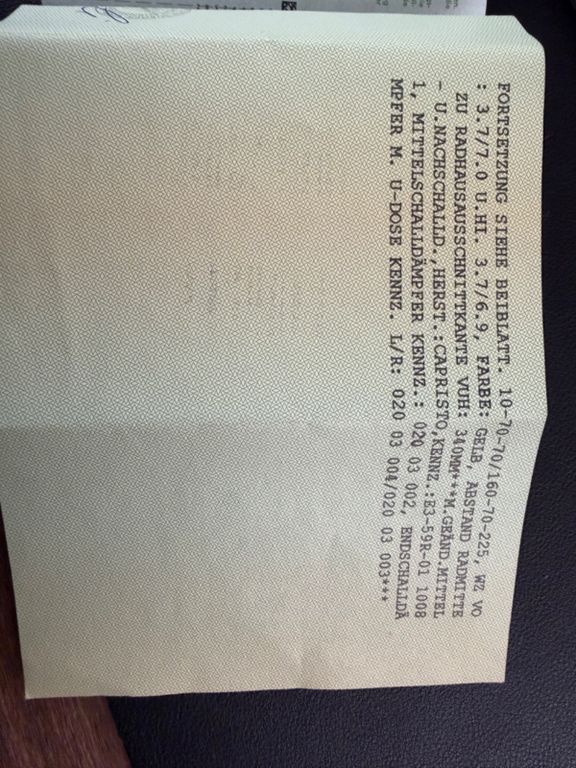 FORTSETZUNG SIEHE BEIBLATT. 10-70-70/160-70-225, WZ VO
: 3.7/7.0 U.HI. 3.7/6.9, FARBE: GELB, ABSTAND RADMITTE
ZU RADHAUSAUSSCHNITTKANTE VUH: 340MM***M.GEÄND.MITTEL
- U.NACHSCHALLD.,HERST.:CAPRISTO,KENNZ.:E3-59R-01 1008
1, MITTELSCHALLDÄMPFER KENNZ.: 020 03 002, ENDSCHALLDÄ
MPFER M. U-DOSE KENNZ. L/R: 020 03 004/020 03 003***